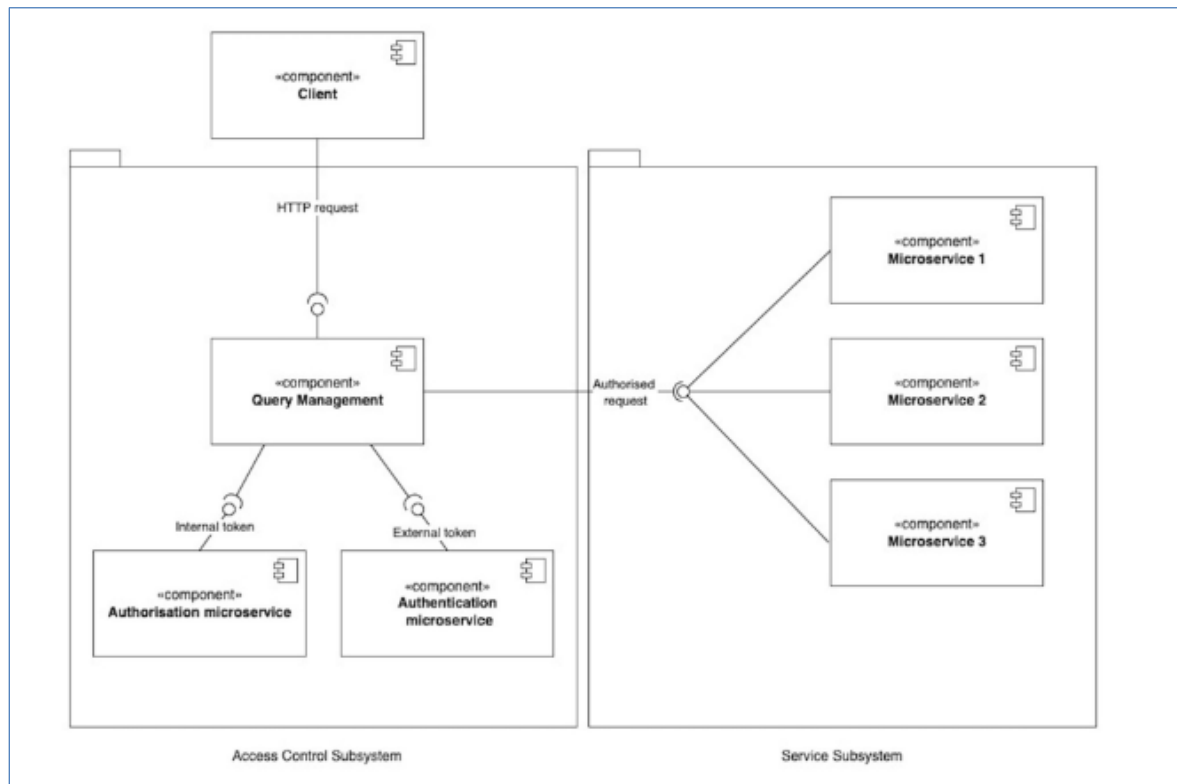 «component»
Client
HTTP request
«component»
Microservice 1
«component»
Query Management
Authorised
request
«component»
Microservice 2
«component»
Microservice 3
Internal token
External token
«component»
Authorisation microservice
«component»
Authentication
microservice
Access Control Subsystem
Service Subsystem